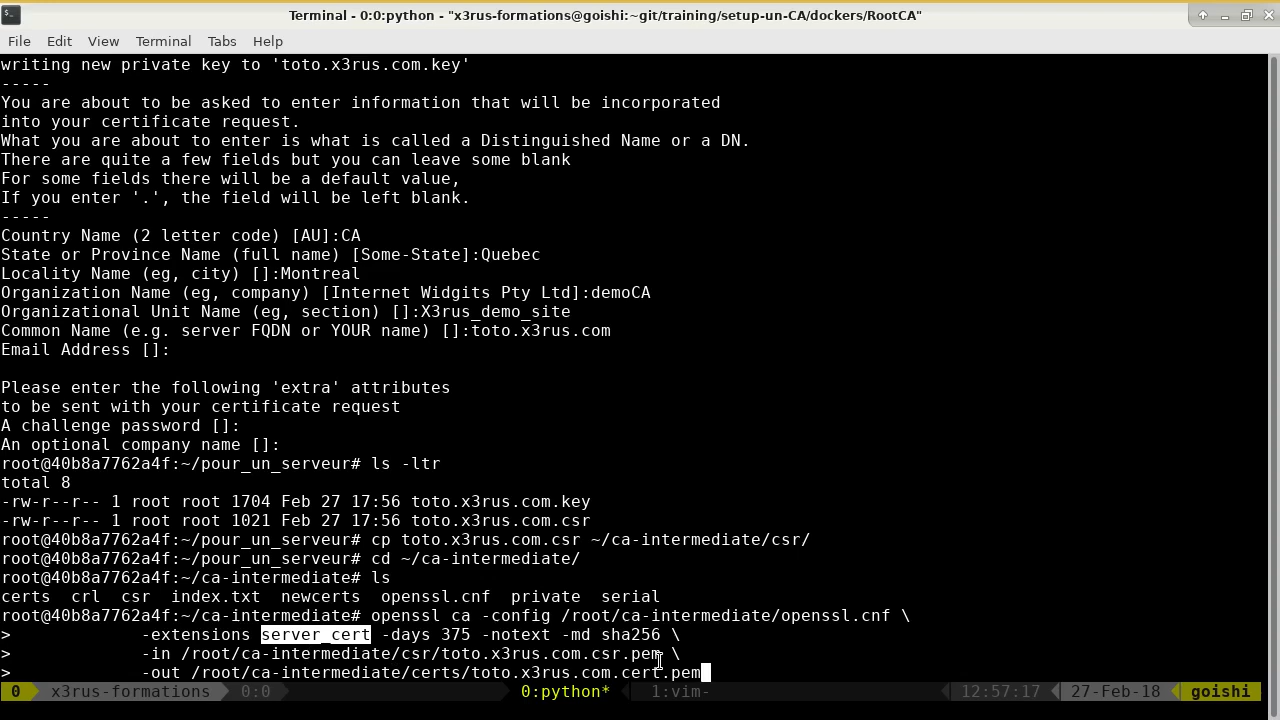 Terminal - 0:0:python - "x3rus-formations@goishi:~git/training/setup-un-CA/dockers/RootCA"
File Edit View Terminal Tabs Help
writing new private key to 'toto.x3rus.com.key'
-----
You are about to be asked to enter information that will be incorporated
into your certificate request.
What you are about to enter is what is called a Distinguished Name or a DN.
There are quite a few fields but you can leave some blank
For some fields there will be a default value,
If you enter '.', the field will be left blank.
-----
Country Name (2 letter code) [AU]:CA
State or Province Name (full name) [Some-State]:Quebec
Locality Name (eg, city) []:Montreal
Organization Name (eg, company) [Internet Widgits Pty Ltd]:demoCA
Organizational Unit Name (eg, section) []:X3rus_demo_site
Common Name (e.g. server FQDN or YOUR name) []:toto.x3rus.com
Email Address []:
Please enter the following 'extra' attributes
to be sent with your certificate request
A challenge password []:
An optional company name []:
root@40b8a7762a4f:~/pour_un_serveur# ls -ltr
total 8
-rw-r--r-- 1 root root 1704 Feb 27 17:56 toto.x3rus.com.key
-rw-r--r-- 1 root root 1021 Feb 27 17:56 toto.x3rus.com.csr
root@40b8a7762a4f:~/pour_un_serveur# cp toto.x3rus.com.csr ~/ca-intermediate/csr/
root@40b8a7762a4f:~/pour_un_serveur# cd ~/ca-intermediate/
root@40b8a7762a4f:~/ca-intermediate# ls
certs  crl  csr  index.txt  newcerts  openssl.cnf  private  serial
root@40b8a7762a4f:~/ca-intermediate# openssl ca -config /root/ca-intermediate/openssl.cnf \
>             -extensions server_cert -days 375 -notext -md sha256 \
>             -in /root/ca-intermediate/csr/toto.x3rus.com.csr.pem \
>             -out /root/ca-intermediate/certs/toto.x3rus.com.cert.pem
0 x3rus-formations 0:0 0:python* 1:vim- 12:57:17 27-Feb-18 goishi